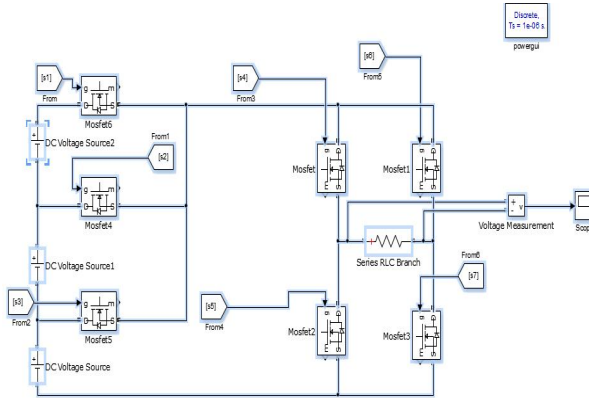 Discrete,
Ts = 1e-06 s.
powergui
[s1]
From
g m
D S
Mosfet6
[s4]
From3
[s6]
From5
DC Voltage Source2
From1
[s2]
g m
D S
Mosfet4
Mosfet
g D
m S
Mosfet1
g D
m S
+
-
v
Voltage Measurement
Scop
DC Voltage Source1
Series RLC Branch
[s3]
From2
g m
D S
Mosfet5
[s5]
From4
From6
[s7]
Mosfet2
g D
m S
Mosfet3
g D
m S
DC Voltage Source